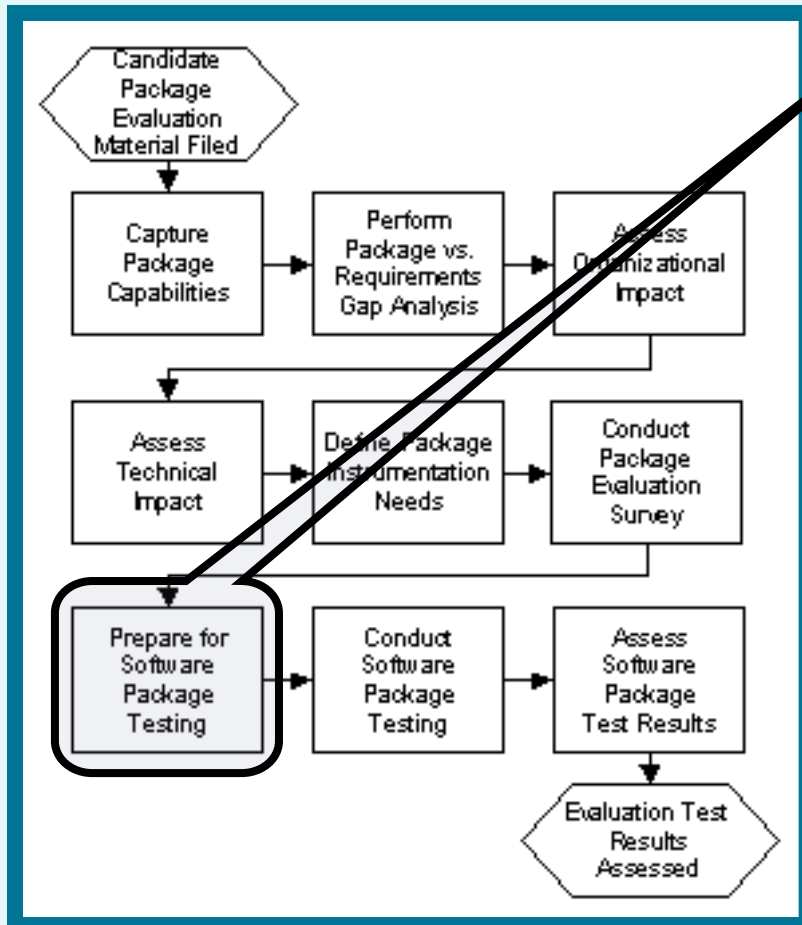 Candidate
Package
Evaluation
Material Filed
Capture
Package
Capabilities
Perform
Package vs.
Requirements
Gap Analysis
Assess
Organizational
Impact
Assess
Technical
Impact
Define Package
Instrumentation
Needs
Conduct
Package
Evaluation
Survey
Prepare for
Software
Package
Testing
Conduct
Software
Package
Testing
Assess
Software
Package
Test Results
Evaluation Test
Results
Assessed